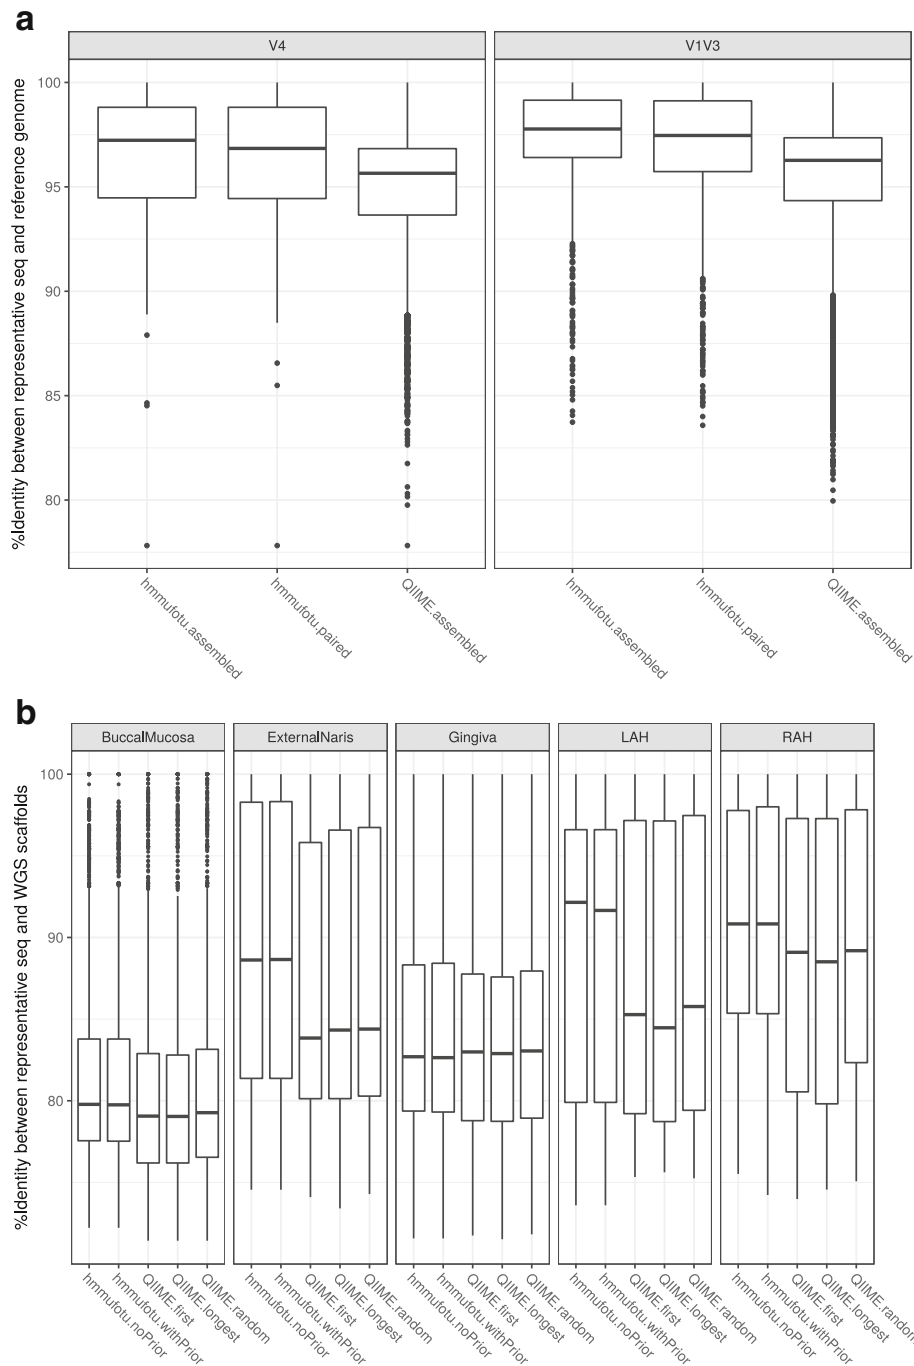 a
V4
V1V3
%Identity between representative seq and reference genome
100
95
90
85
80
hmmufotu.assembled
hmmufotu.paired
QIIME.assembled
hmmufotu.assembled
hmmufotu.paired
QIIME.assembled
b
BuccalMucosa
ExternalNaris
Gingiva
LAH
RAH
%Identity between representative seq and WGS scaffolds
100
90
80
hmmufotu.noPrior
hmmufotu.withPrior
QIIME.first
QIIME.longest
QIIME.random
hmmufotu.noPrior
hmmufotu.withPrior
QIIME.first
QIIME.longest
QIIME.random
hmmufotu.noPrior
hmmufotu.withPrior
QIIME.first
QIIME.longest
QIIME.random
hmmufotu.noPrior
hmmufotu.withPrior
QIIME.first
QIIME.longest
QIIME.random
hmmufotu.noPrior
hmmufotu.withPrior
QIIME.first
QIIME.longest
QIIME.random